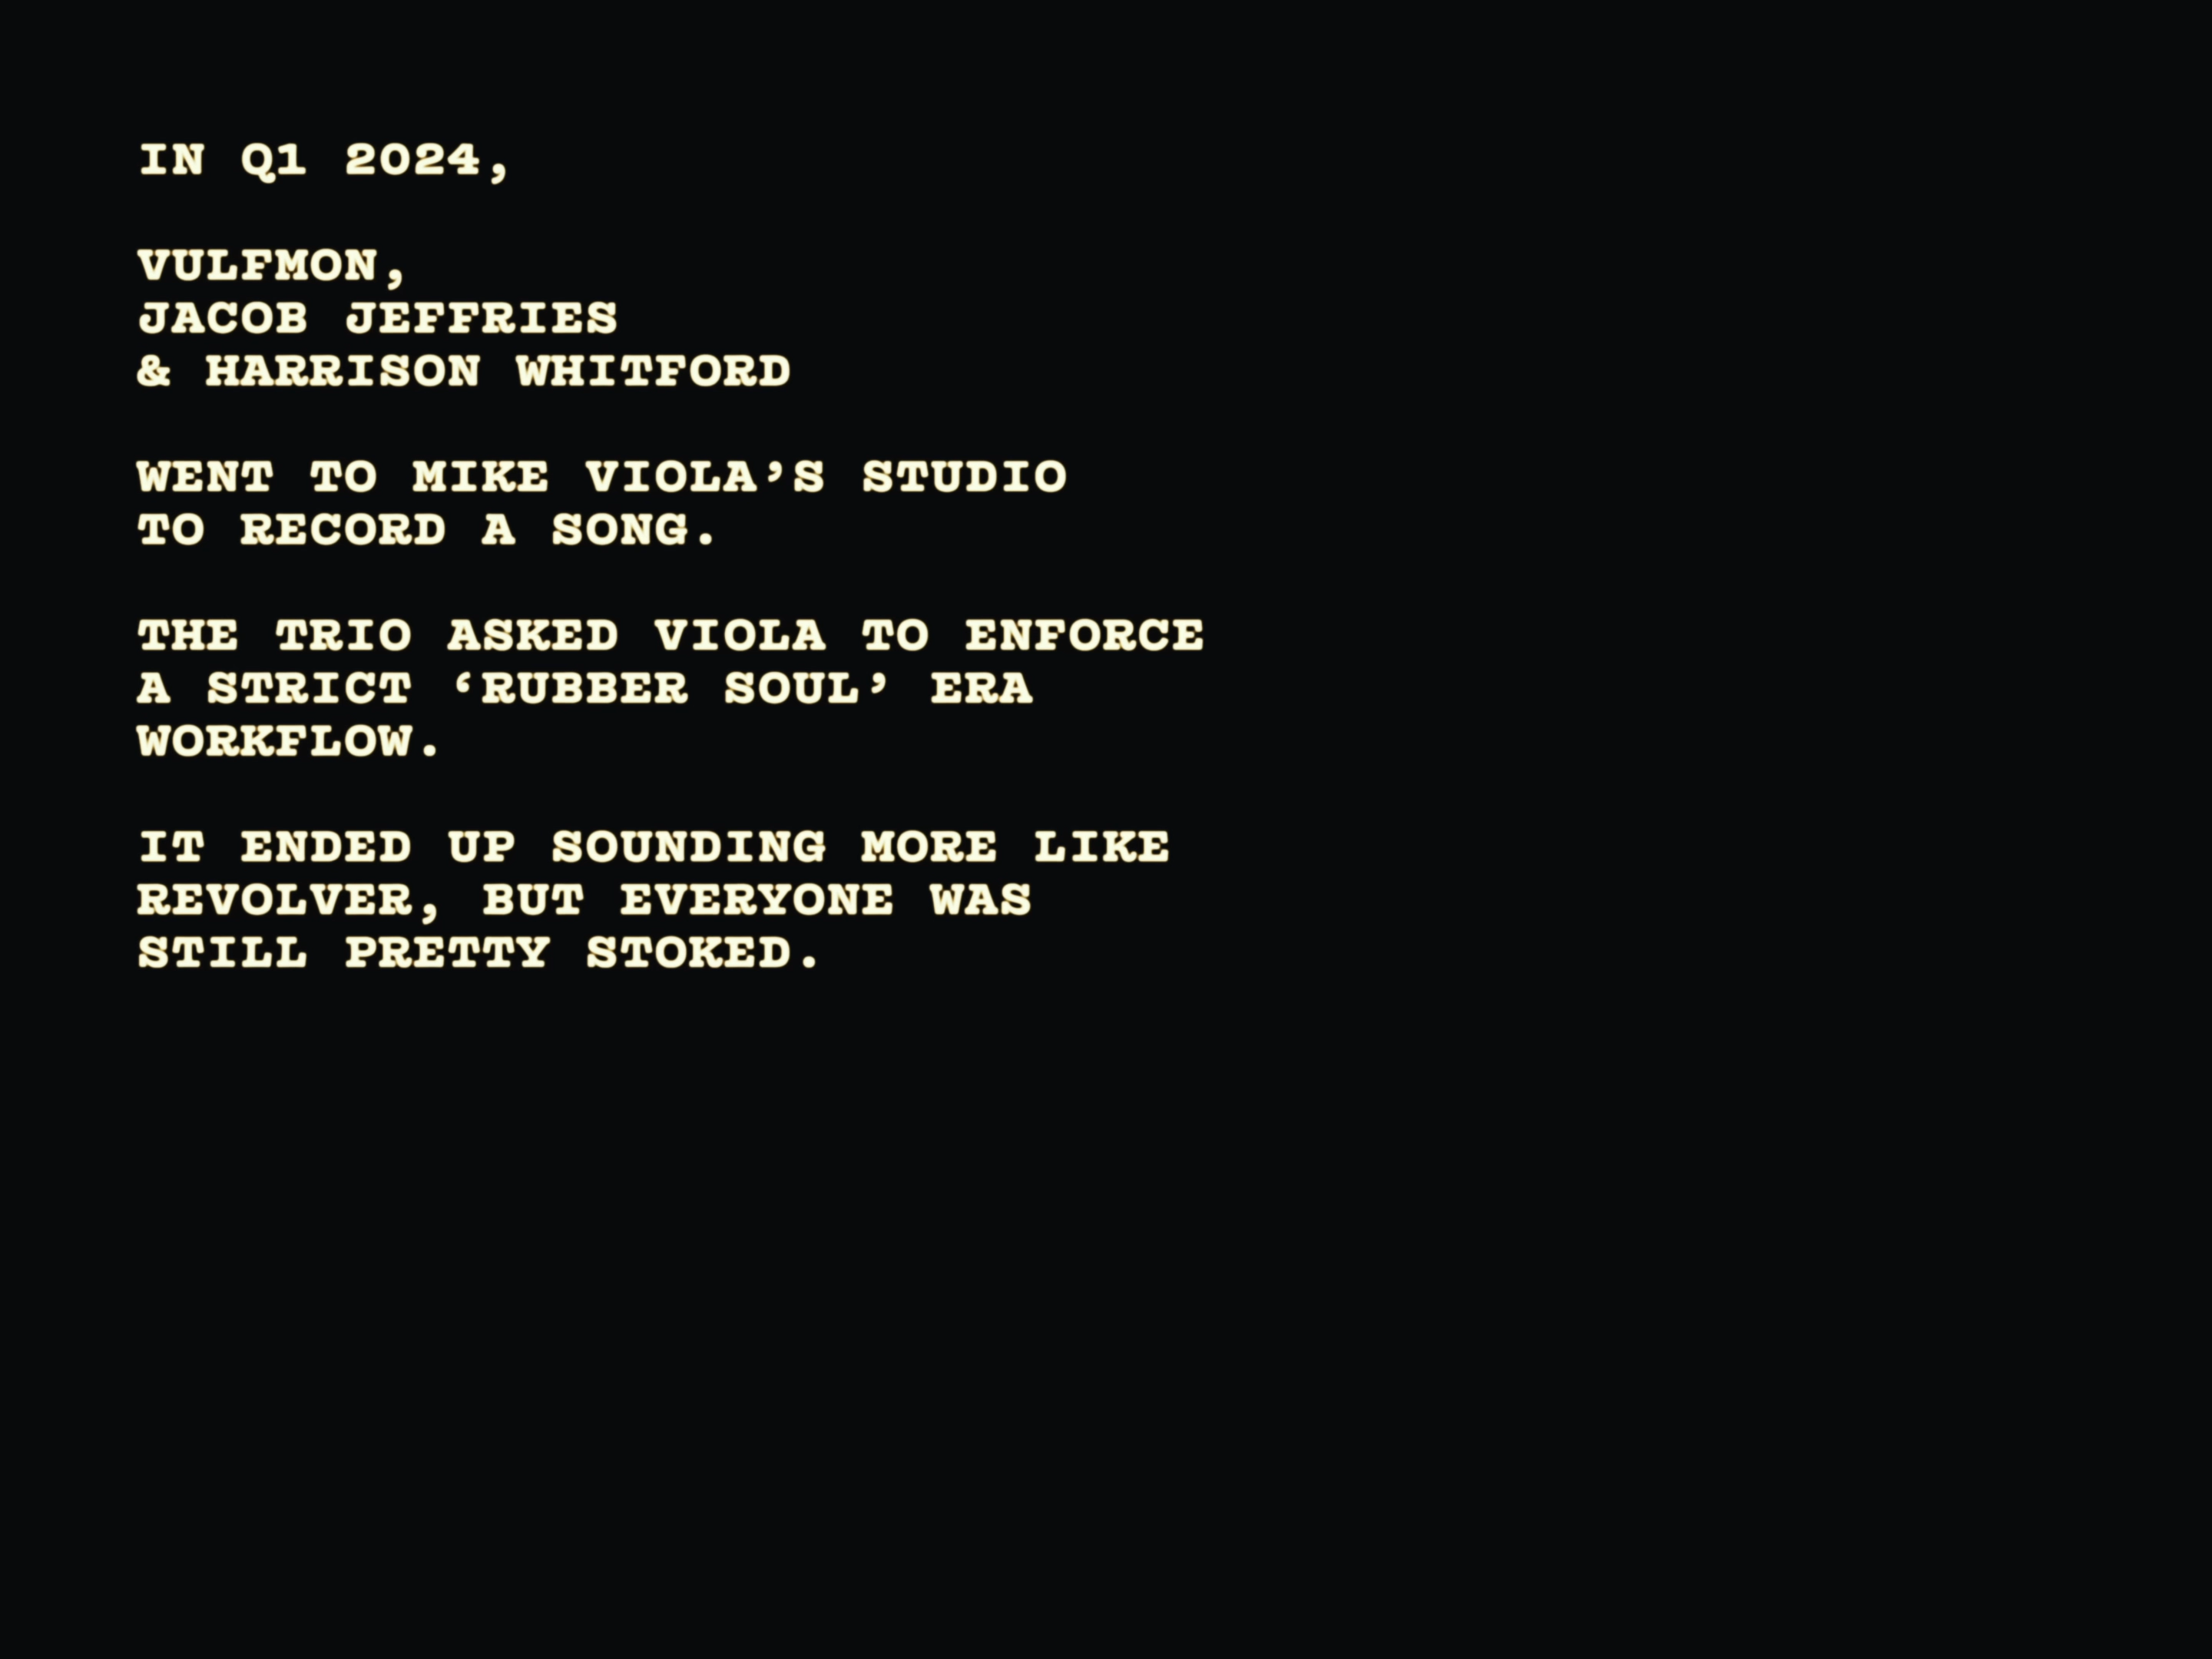 IN Q1 2024,
VULFMON,
JACOB JEFFRIES
& HARRISON WHITFORD
WENT TO MIKE VIOLA’S STUDIO
TO RECORD A SONG.
THE TRIO ASKED VIOLA TO ENFORCE
A STRICT ‘RUBBER SOUL’ ERA
WORKFLOW.
IT ENDED UP SOUNDING MORE LIKE
REVOLVER, BUT EVERYONE WAS
STILL PRETTY STOKED.